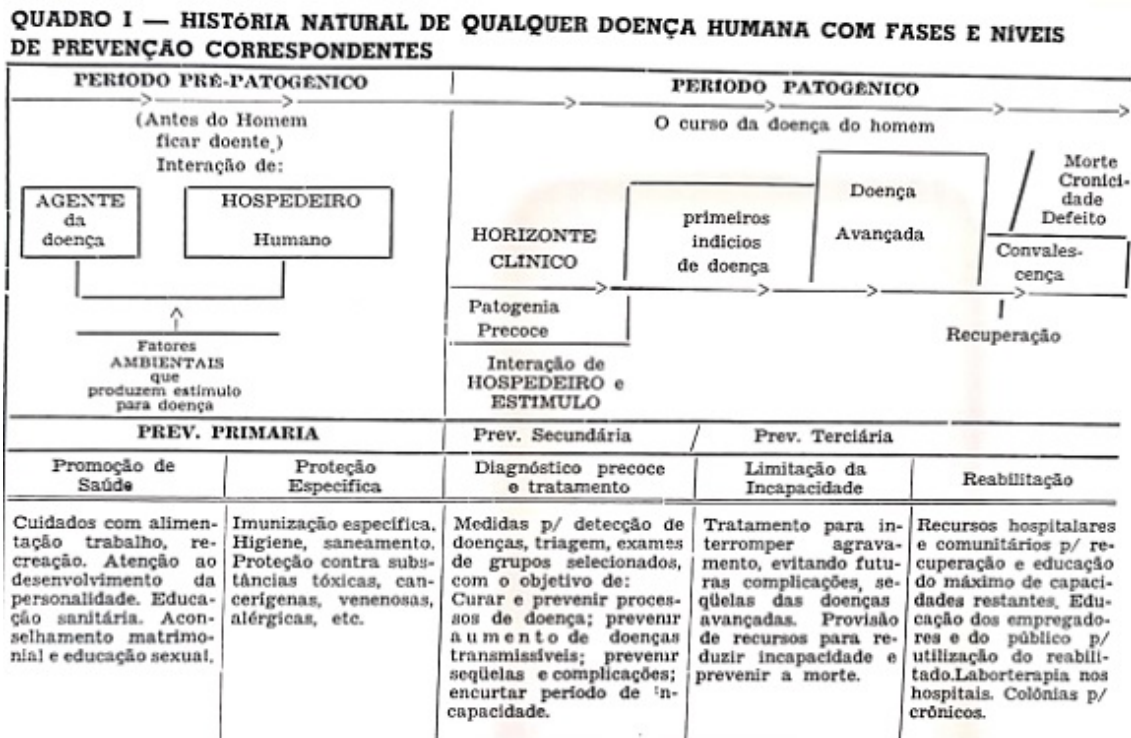 QUADRO I — HISTÓRIA NATURAL DE QUALQUER DOENÇA HUMANA COM FASES E NÍVEIS
DE PREVENÇÃO CORRESPONDENTES
PERÍODO PRÉ-PATOGÊNICO
(Antes do Homem
ficar doente.)
Interação de:
AGENTE
da
doença
HOSPEDEIRO
Humano
Fatores
AMBIENTAIS
que
produzem estímulo
para doença
PERÍODO PATOGÊNICO
O curso da doença do homem
HORIZONTE
CLÍNICO
primeiros
indícios
de doença
Doença
Avançada
Morte
Cronici-
dade
Defeito
Convales-
cença
Patogenia
Precoce
Interação de
HOSPEDEIRO e
ESTÍMULO
Recuperação
PREV. PRIMARIA
Prev. Secundária
/
Prev. Terciária
Promoção de
Saúde
Proteção
Específica
Diagnóstico precoce
e tratamento
Limitação da
Incapacidade
Reabilitação
Cuidados com alimen-
tação trabalho, re-
creação. Atenção ao
desenvolvimento da
personalidade. Educa-
ção sanitária. Acon-
selhamento matrimo-
nial e educação sexual.
Imunização específica.
Higiene, saneamento.
Proteção contra subs-
tâncias tóxicas, can-
cerígenas, venenosas,
alérgicas, etc.
Medidas p/ detecção de
doenças, triagem, exames
de grupos selecionados,
com o objetivo de:
Curar e prevenir proces-
sos de doença; prevenir
aumento de doenças
transmissíveis; prevenir
seqüelas e complicações;
encurtar período de in-
capacidade.
Tratamento para in-
terromper agrava-
mento, evitando futu-
ras complicações, se-
qüelas das doenças
avançadas. Provisão
de recursos para re-
duzir incapacidade e
prevenir a morte.
Recursos hospitalares
e comunitários p/ re-
cuperação e educação
do máximo de capaci-
dades restantes. Edu-
cação dos empregado-
res e do público p/
utilização do reabili-
tado.Laborterapia nos
hospitais. Colônias p/
crônicos.